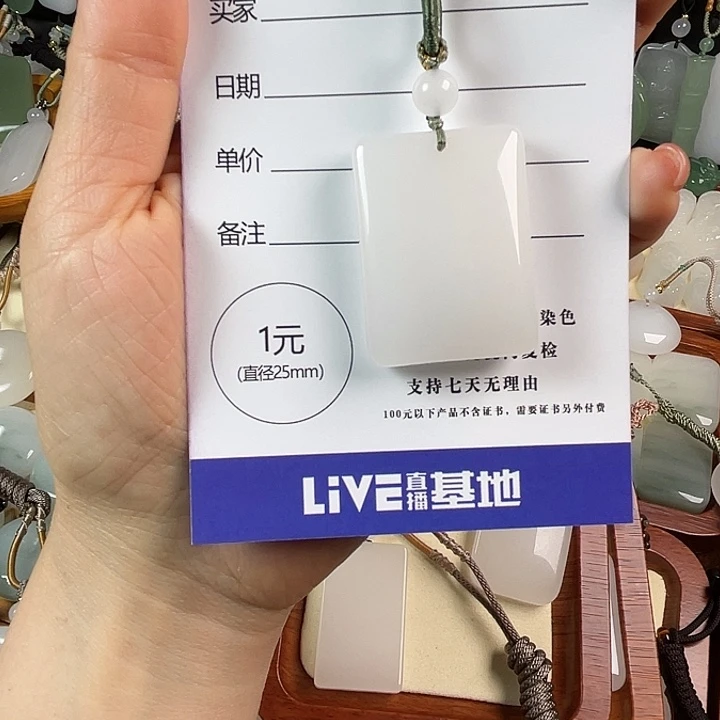 买家
日期
单价
备注
1元
(直径25mm)
染色
复检
支持七天无理由
100元以下产品不含证书，需要证书另外付费
LiVE直播基地